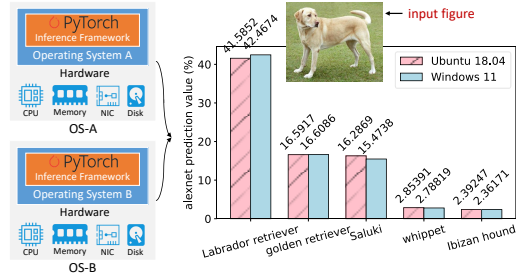 PyTorch
Inference Framework
Operating System A
Hardware
CPU Memory NIC Disk
OS-A
PyTorch
Inference Framework
Operating System B
Hardware
CPU Memory NIC Disk
OS-B
input figure
Ubuntu 18.04
Windows 11
alexnet prediction value (%)
40
30
20
10
0
41.5852
42.4674
16.5917
16.6086
16.2869
15.4738
2.85391
2.78819
2.39247
2.36171
Labrador retriever
golden retriever
Saluki
whippet
Ibizan hound